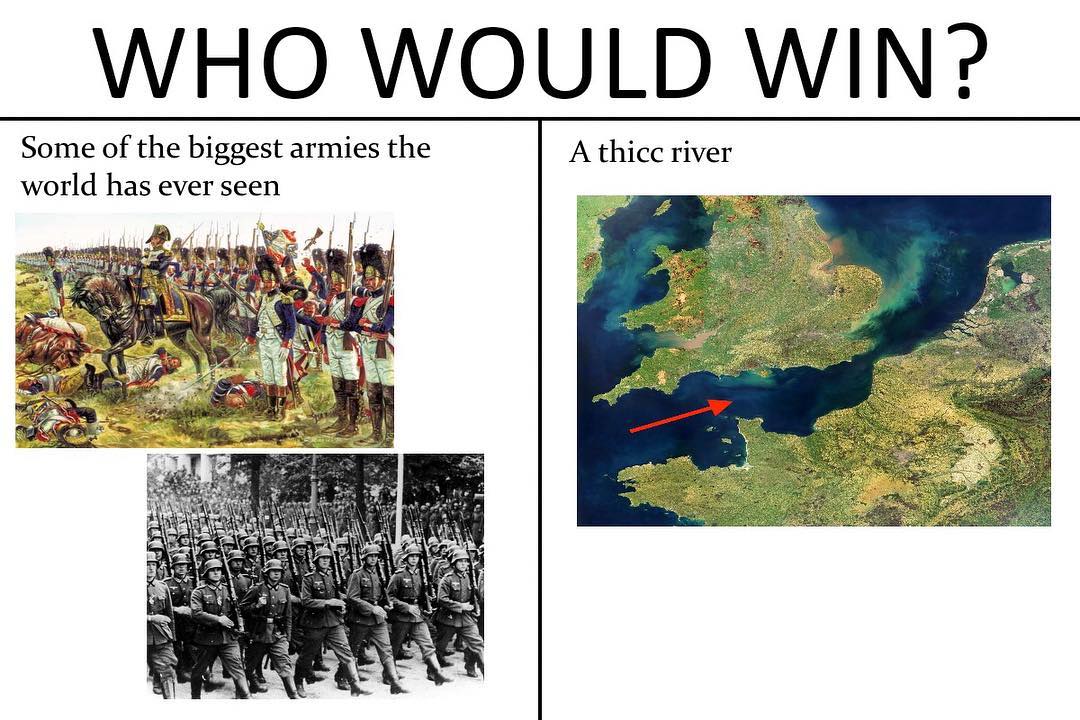 WHO WOULD WIN?
Some of the biggest armies the
world has ever seen
A thicc river